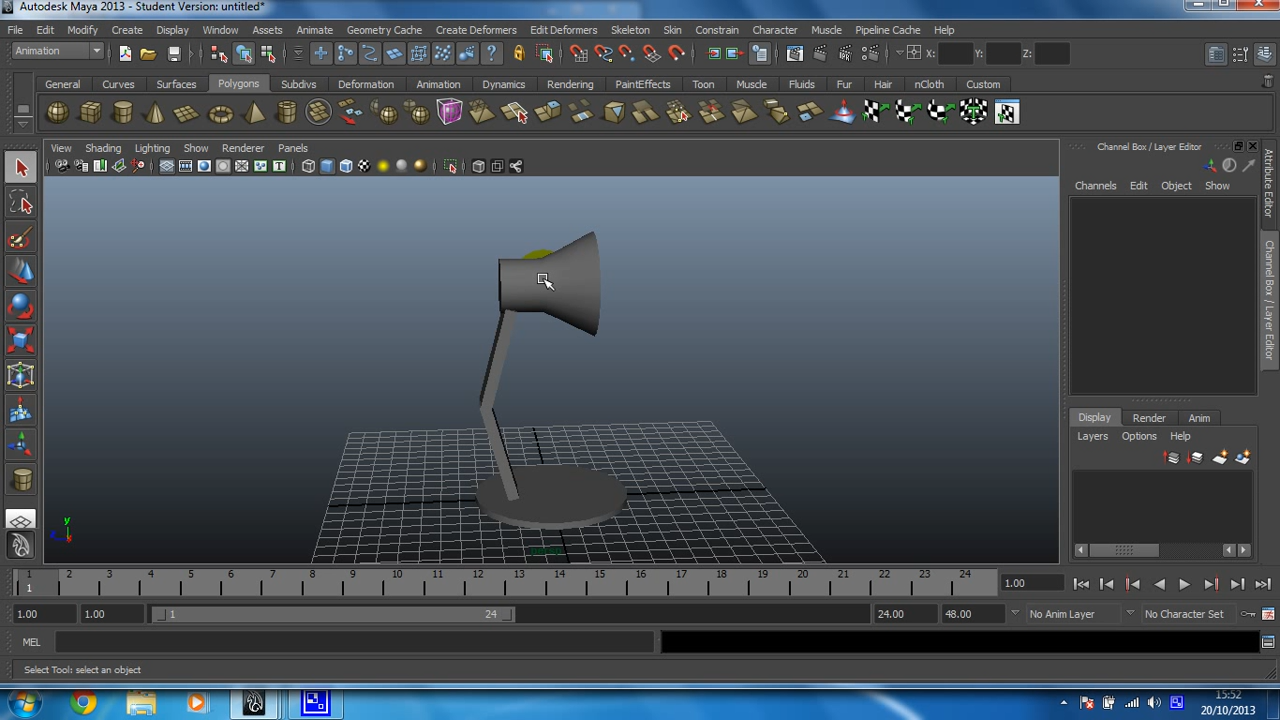 Autodesk Maya 2013 - Student Version: untitled*
File Edit Modify Create Display Window Assets Animate Geometry Cache Create Deformers Edit Deformers Skeleton Skin Constrain Character Muscle Pipeline Cache Help
Animation X: Y: Z:
General Curves Surfaces Polygons Subdivs Deformation Animation Dynamics Rendering PaintEffects Toon Muscle Fluids Fur Hair nCloth Custom
View Shading Lighting Show Renderer Panels
Channel Box / Layer Editor
Channels Edit Object Show
Attribute Editor
Channel Box / Layer Editor
Display Render Anim
Layers Options Help
y
persp
1 2 3 4 5 6 7 8 9 10 11 12 13 14 15 16 17 18 19 20 21 22 23 24
1 1.00
1.00 1.00 1 24 24.00 48.00 No Anim Layer No Character Set
MEL
Select Tool: select an object
15:52
20/10/2013